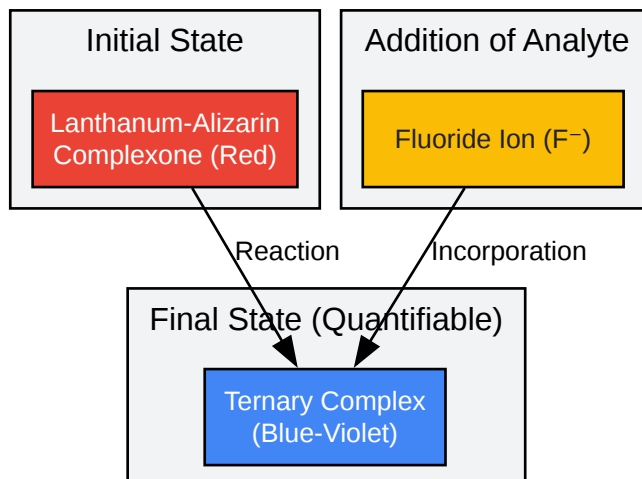 Initial State
Addition of Analyte
Lanthanum-Alizarin
Complexone (Red)
Fluoride Ion (F⁻)
Reaction
Incorporation
Final State (Quantifiable)
Ternary Complex
(Blue-Violet)